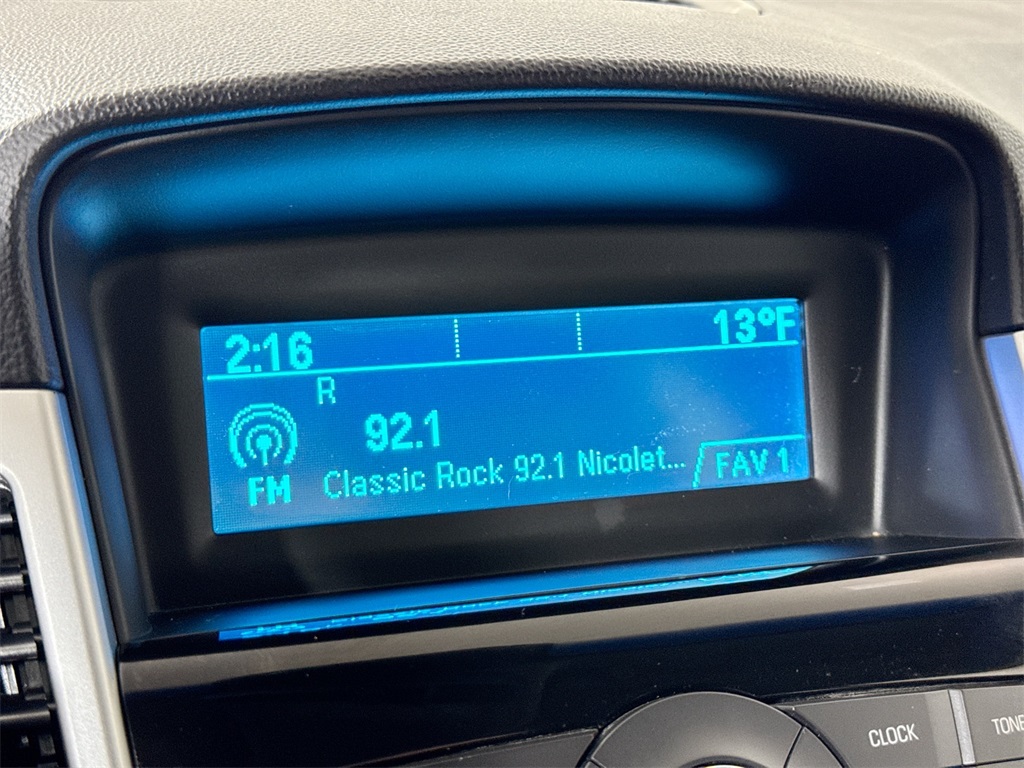 2:16 13°F
R
92.1
FM Classic Rock 92.1 Nicolet... FAV 1
CLOCK TONE